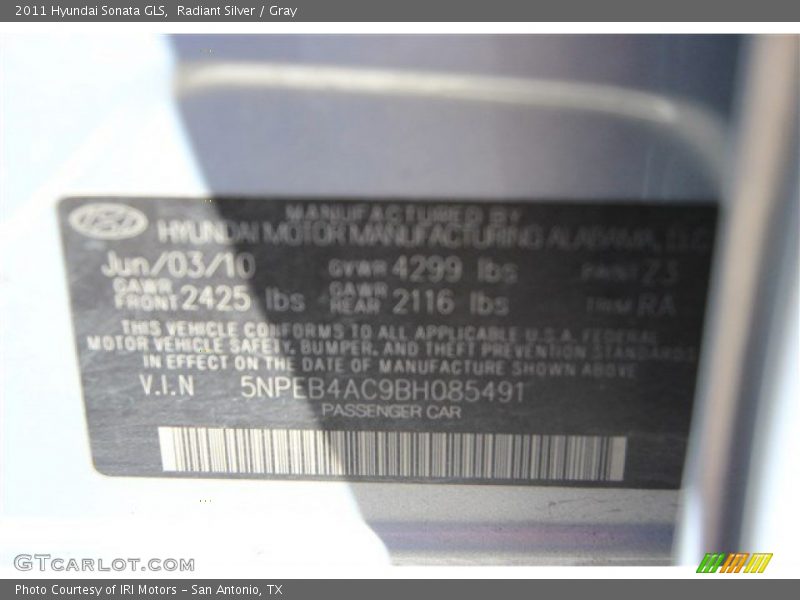 2011 Hyundai Sonata GLS, Radiant Silver / Gray
MANUFACTURED BY
HYUNDAI MOTOR MANUFACTURING ALABAMA, LLC
Jun/03/10 GVWR 4299 lbs PAINT Z3
GAWR FRONT 2425 lbs GAWR REAR 2116 lbs TRIM RA
THIS VEHICLE CONFORMS TO ALL APPLICABLE U.S.A. FEDERAL
MOTOR VEHICLE SAFETY, BUMPER, AND THEFT PREVENTION STANDARDS
IN EFFECT ON THE DATE OF MANUFACTURE SHOWN ABOVE
V.I.N 5NPEB4AC9BH085491
PASSENGER CAR
GTCARLOT.COM
Photo Courtesy of IRI Motors – San Antonio, TX